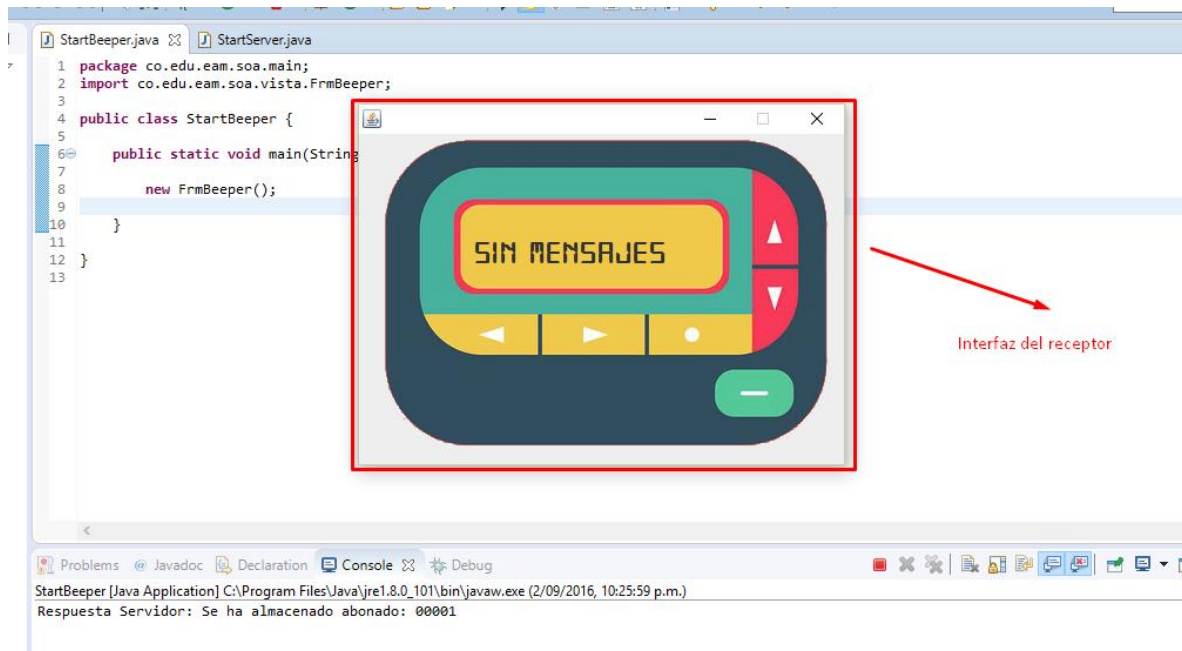 StartBeeper.java
StartServer.java
1 package co.edu.eam.soa.main;
2 import co.edu.eam.soa.vista.FrmBeeper;
3
4 public class StartBeeper {
5
6 public static void main(String
7
8 new FrmBeeper();
9
10 }
11
12 }
13
SIN MENSAJES
Interfaz del receptor
Problems @ Javadoc Declaration Console Debug
StartBeeper [Java Application] C:\Program Files\Java\jre1.8.0_101\bin\javaw.exe (2/09/2016, 10:25:59 p.m.)
Respuesta Servidor: Se ha almacenado abonado: 00001